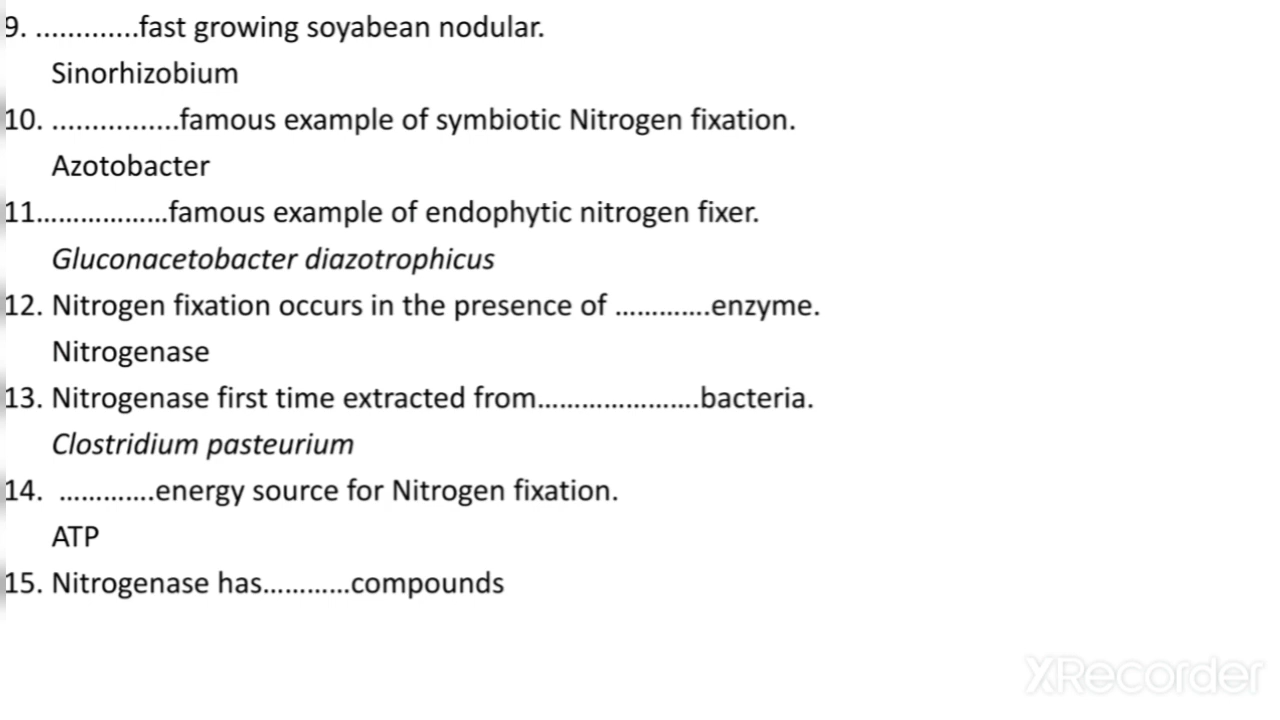 9. .............fast growing soyabean nodular.
Sinorhizobium
10. ................famous example of symbiotic Nitrogen fixation.
Azotobacter
11..................famous example of endophytic nitrogen fixer.
Gluconacetobacter diazotrophicus
12. Nitrogen fixation occurs in the presence of .............enzyme.
Nitrogenase
13. Nitrogenase first time extracted from......................bacteria.
Clostridium pasteurium
14. .............energy source for Nitrogen fixation.
ATP
15. Nitrogenase has............compounds
XRecorder